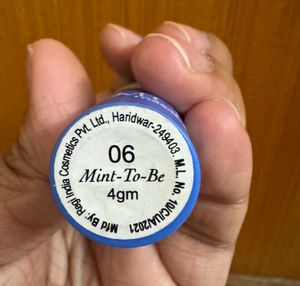 Mfd By: Regi India Cosmetics Pvt. Ltd., Haridwar-249403. M.L. No. 10/C/UA/2021
06
Mint-To-Be
4gm